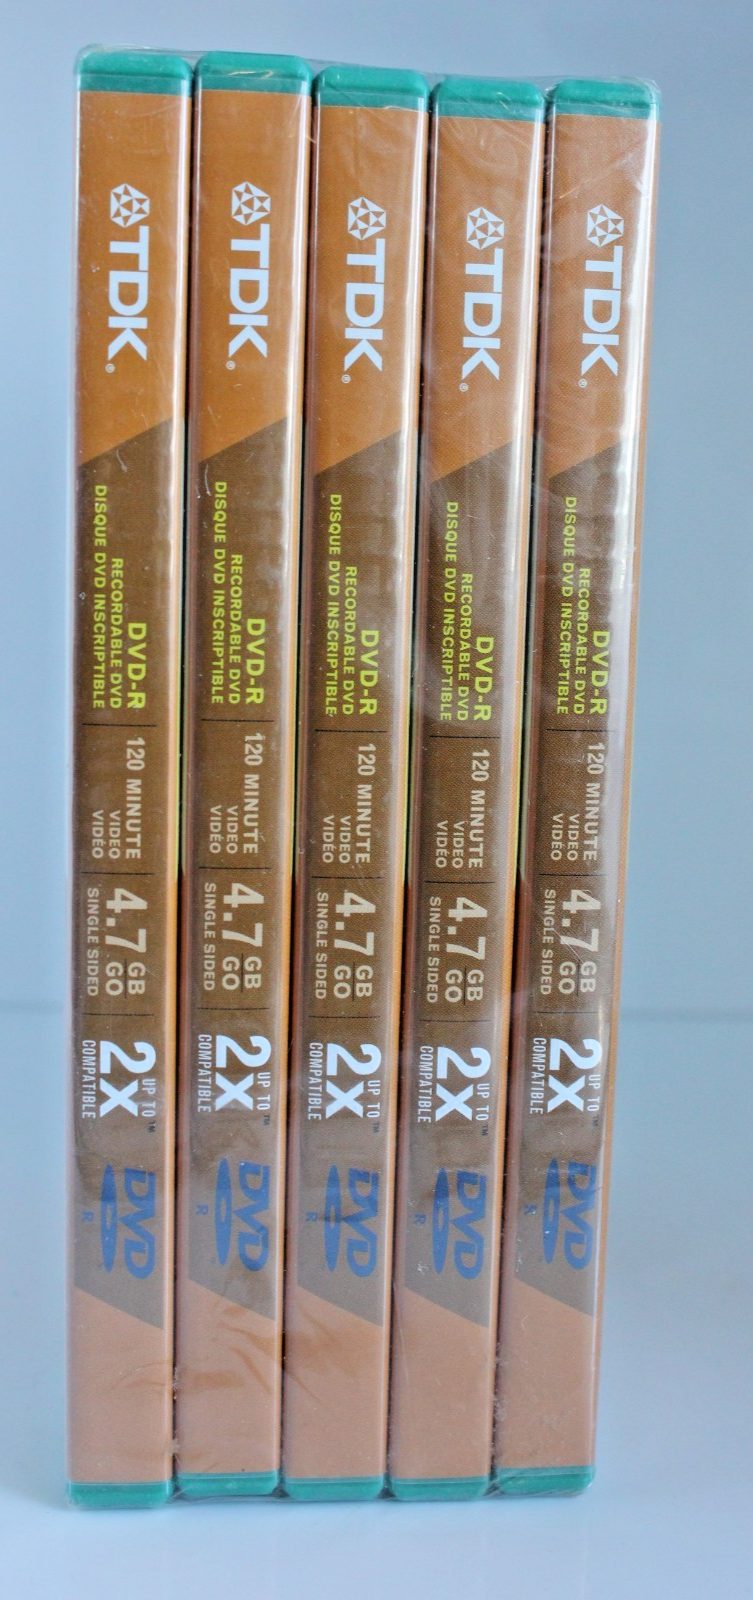 TDK®
DVD-R
RECORDABLE DVD
DISQUE DVD INSCRIPTIBLE
120 MINUTE
VIDEO
VIDÉO
4.7 GB
GO
SINGLE SIDED
UP TO
2X™
COMPATIBLE
DVD
R
TDK®
DVD-R
RECORDABLE DVD
DISQUE DVD INSCRIPTIBLE
120 MINUTE
VIDEO
VIDÉO
4.7 GB
GO
SINGLE SIDED
UP TO
2X™
COMPATIBLE
DVD
R
TDK®
DVD-R
RECORDABLE DVD
DISQUE DVD INSCRIPTIBLE
120 MINUTE
VIDEO
VIDÉO
4.7 GB
GO
SINGLE SIDED
UP TO
2X™
COMPATIBLE
DVD
R
TDK®
DVD-R
RECORDABLE DVD
DISQUE DVD INSCRIPTIBLE
120 MINUTE
VIDEO
VIDÉO
4.7 GB
GO
SINGLE SIDED
UP TO
2X™
COMPATIBLE
DVD
R
TDK®
DVD-R
RECORDABLE DVD
DISQUE DVD INSCRIPTIBLE
120 MINUTE
VIDEO
VIDÉO
4.7 GB
GO
SINGLE SIDED
UP TO
2X™
COMPATIBLE
DVD
R